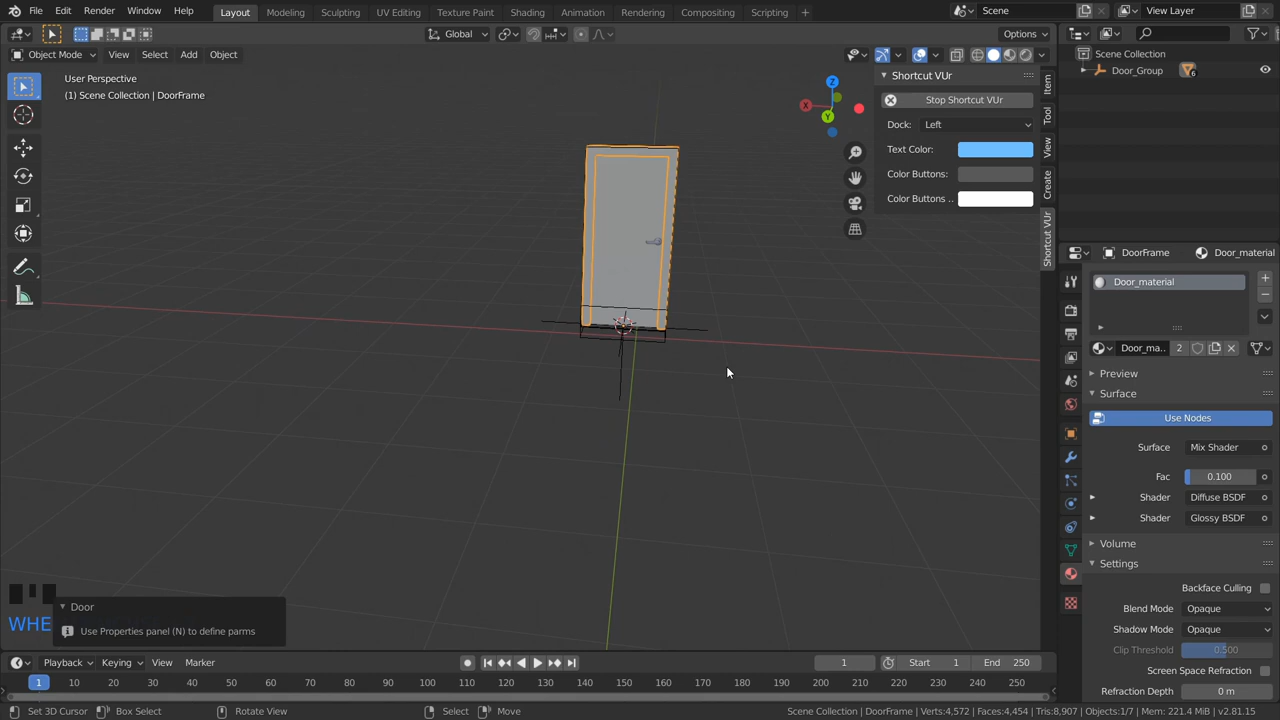 File Edit Render Window Help Layout Modeling Sculpting UV Editing Texture Paint Shading Animation Rendering Compositing Scripting + Scene View Layer
Global Options
Object Mode View Select Add Object
User Perspective
(1) Scene Collection | DoorFrame
X Y Z
Shortcut VUr
Stop Shortcut VUr
Dock: Left
Text Color:
Color Buttons:
Color Buttons ..
Item
Tool
View
Create
Shortcut VUr
Scene Collection
Door_Group 6
DoorFrame Door_material
Door_material
Door_ma... 2
Preview
Surface
Use Nodes
Surface Mix Shader
Fac 0.100
Shader Diffuse BSDF
Shader Glossy BSDF
Volume
Settings
Backface Culling
Blend Mode Opaque
Shadow Mode Opaque
Clip Threshold 0.500
Screen Space Refraction
Refraction Depth 0 m
WHE
Door
Use Properties panel (N) to define parms
Playback Keying View Marker 1 Start 1 End 250
1 10 20 30 40 50 60 70 80 90 100 110 120 130 140 150 160 170 180 190 200 210 220 230 240 250
Set 3D Cursor Box Select Rotate View Select Move Scene Collection | DoorFrame | Verts:4,572 | Faces:4,454 | Tris:8,907 | Objects:1/7 | Mem: 221.4 MiB | v2.81.15